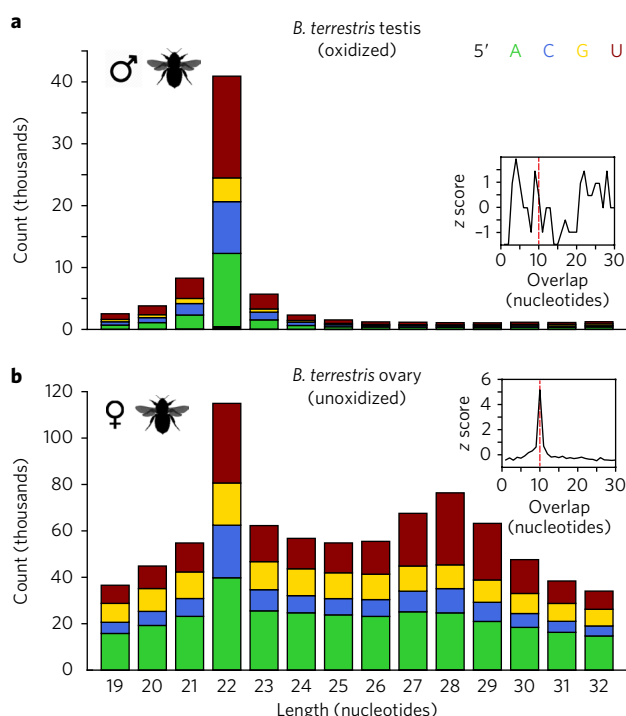 a
B. terrestris testis
(oxidized)
5′ A C G U
♂
Count (thousands)
40
30
20
10
0
z score
1
0
–1
0 10 20 30
Overlap
(nucleotides)
b
B. terrestris ovary
(unoxidized)
♀
Count (thousands)
120
100
80
60
40
20
0
z score
6
4
2
0
0 10 20 30
Overlap
(nucleotides)
19 20 21 22 23 24 25 26 27 28 29 30 31 32
Length (nucleotides)